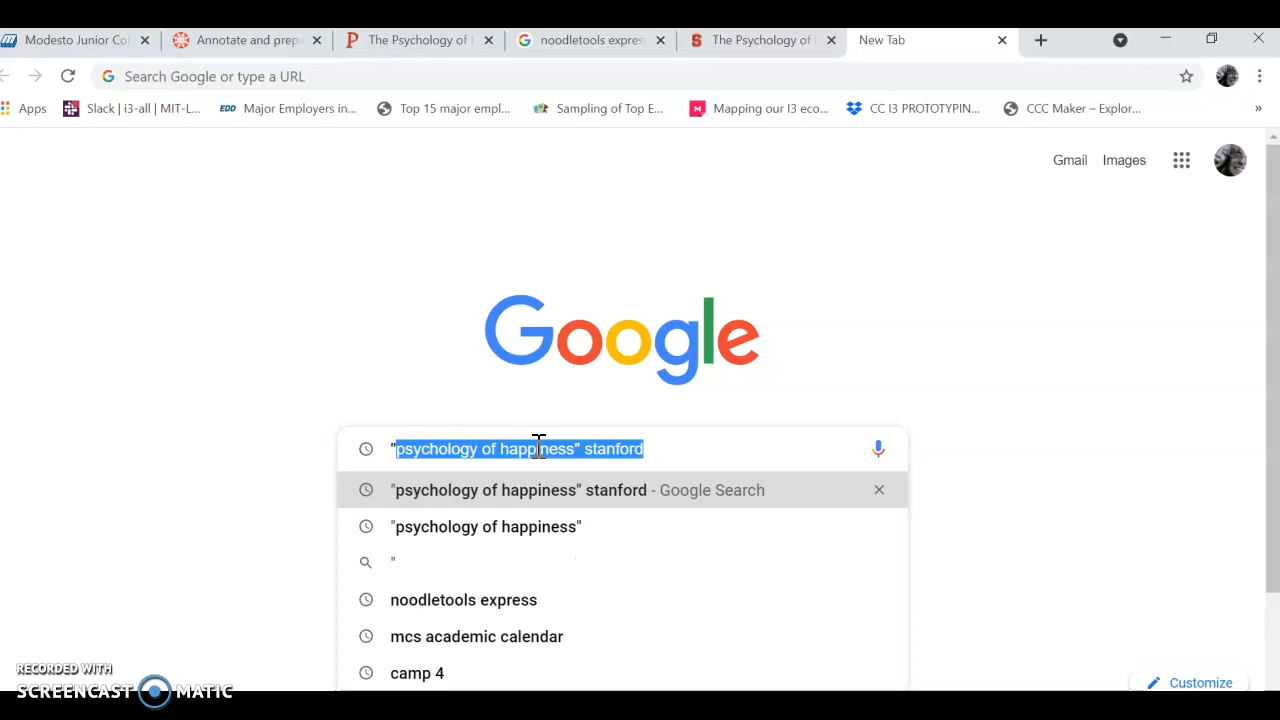 Modesto Junior Col
Annotate and prepa
The Psychology of
noodletools expres
The Psychology of
New Tab
Search Google or type a URL
Apps
Slack | i3-all | MIT-L...
EDD Major Employers in...
Top 15 major empl...
Sampling of Top E...
Mapping our I3 eco...
CC I3 PROTOTYPIN...
CCC Maker – Explor...
»
Gmail Images
Google
"psychology of happiness" stanford
"psychology of happiness" stanford - Google Search
"psychology of happiness"
"
noodletools express
mcs academic calendar
camp 4
Customize
RECORDED WITH
SCREENCAST MATIC